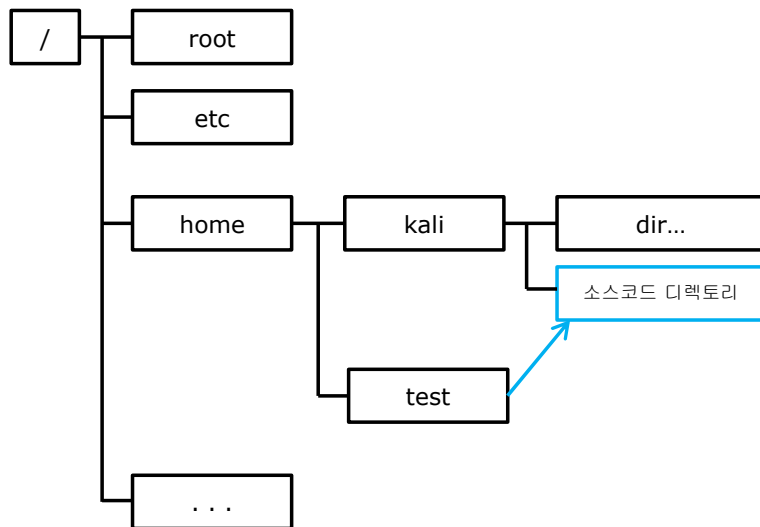 /
root
etc
home
kali
dir...
소스코드 디렉토리
test
. . .